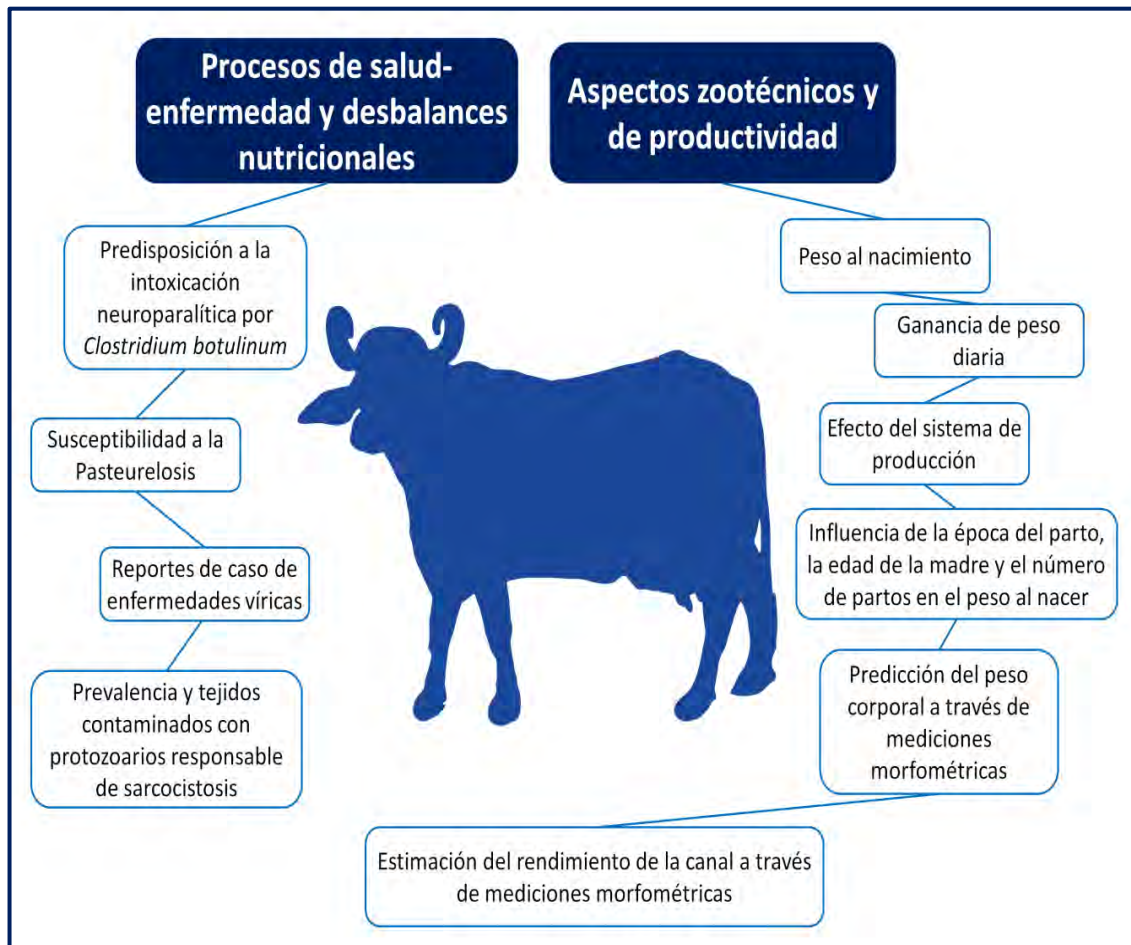 Procesos de salud-
enfermedad y desbalances
nutricionales
Predisposición a la
intoxicación
neuroparalítica por
Clostridium botulinum
Susceptibilidad a la
Pasteurelosis
Reportes de caso de
enfermedades víricas
Prevalencia y tejidos
contaminados con
protozoarios responsable
de sarcocistosis
Aspectos zootécnicos y
de productividad
Peso al nacimiento
Ganancia de peso
diaria
Efecto del sistema de
producción
Influencia de la época del parto,
la edad de la madre y el número
de partos en el peso al nacer
Predicción del peso
corporal a través de
mediciones
morfométricas
Estimación del rendimiento de la canal a través
de mediciones morfométricas